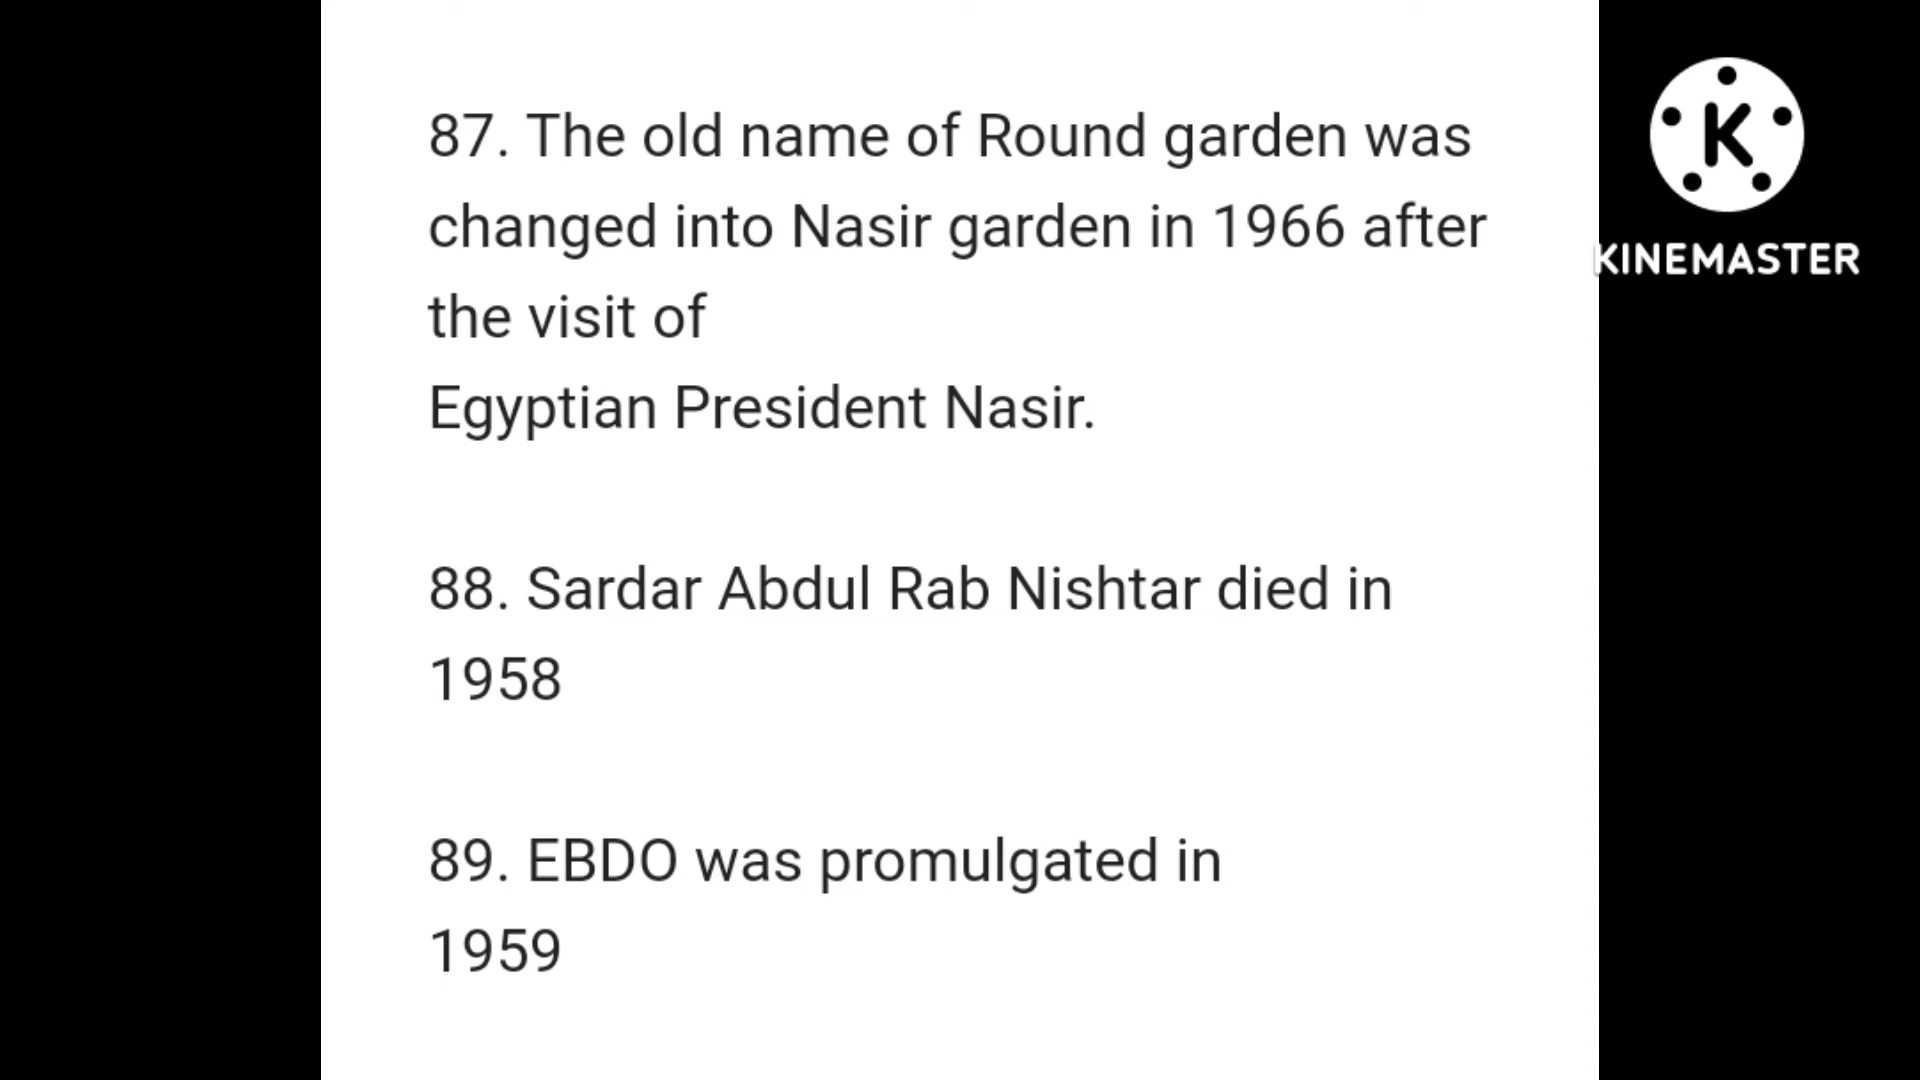 87. The old name of Round garden was
changed into Nasir garden in 1966 after
the visit of
Egyptian President Nasir.
88. Sardar Abdul Rab Nishtar died in
1958
89. EBDO was promulgated in
1959
K
KINEMASTER